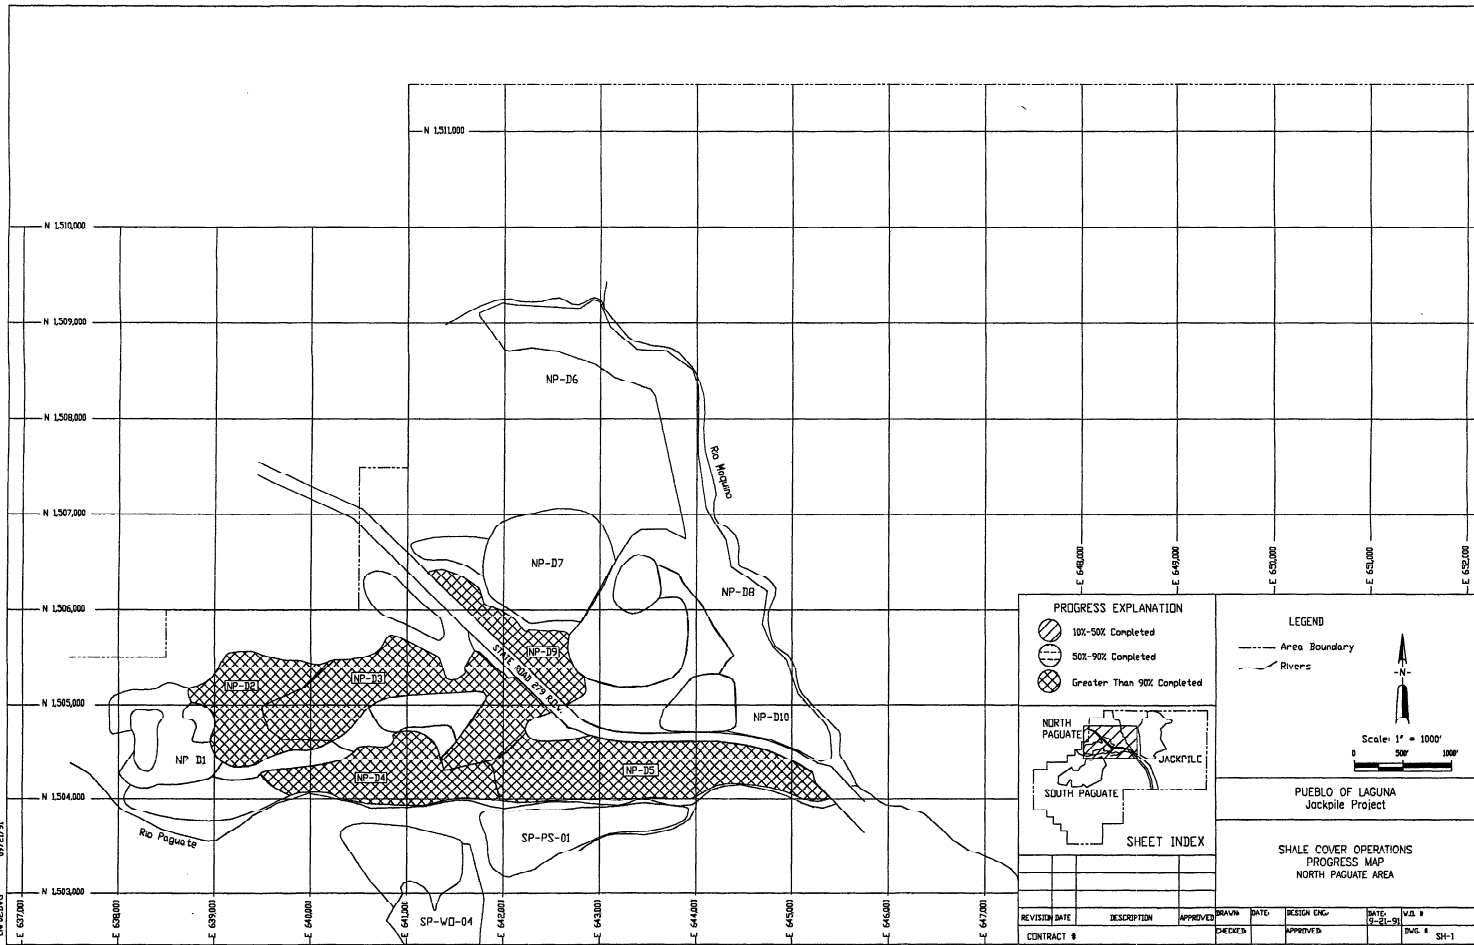 N 1,511,000
N 1,510,000
N 1,509,000
N 1,508,000
N 1,507,000
N 1,506,000
N 1,505,000
N 1,504,000
N 1,503,000
NP-D6
Rio Moquino
NP-D7
NP-D8
NP-D9
STATE ROAD 279 R.O.W.
NP-D2
NP-D3
NP-D10
NP D1
NP-D4
NP-D5
Rio Paguate
SP-PS-01
SP-WD-04
E 637,000
E 638,000
E 639,000
E 640,000
E 641,000
E 642,000
E 643,000
E 644,000
E 645,000
E 646,000
E 647,000
E 648,000
E 649,000
E 650,000
E 651,000
E 652,000
PROGRESS EXPLANATION
10%-50% Completed
50%-90% Completed
Greater Than 90% Completed
LEGEND
Area Boundary
Rivers
-N-
Scale: 1" = 1000'
0 500' 1000'
NORTH
PAGUATE
JACKPILE
SOUTH PAGUATE
SHEET INDEX
PUEBLO OF LAGUNA
Jackpile Project
SHALE COVER OPERATIONS
PROGRESS MAP
NORTH PAGUATE AREA
REVISION DATE DESCRIPTION APPROVED
CONTRACT #
DRAWN: DATE: DESIGN ENG.: DATE: 9-21-91 W.O. #
CHECKED: APPROVED: DWG. # SH-1